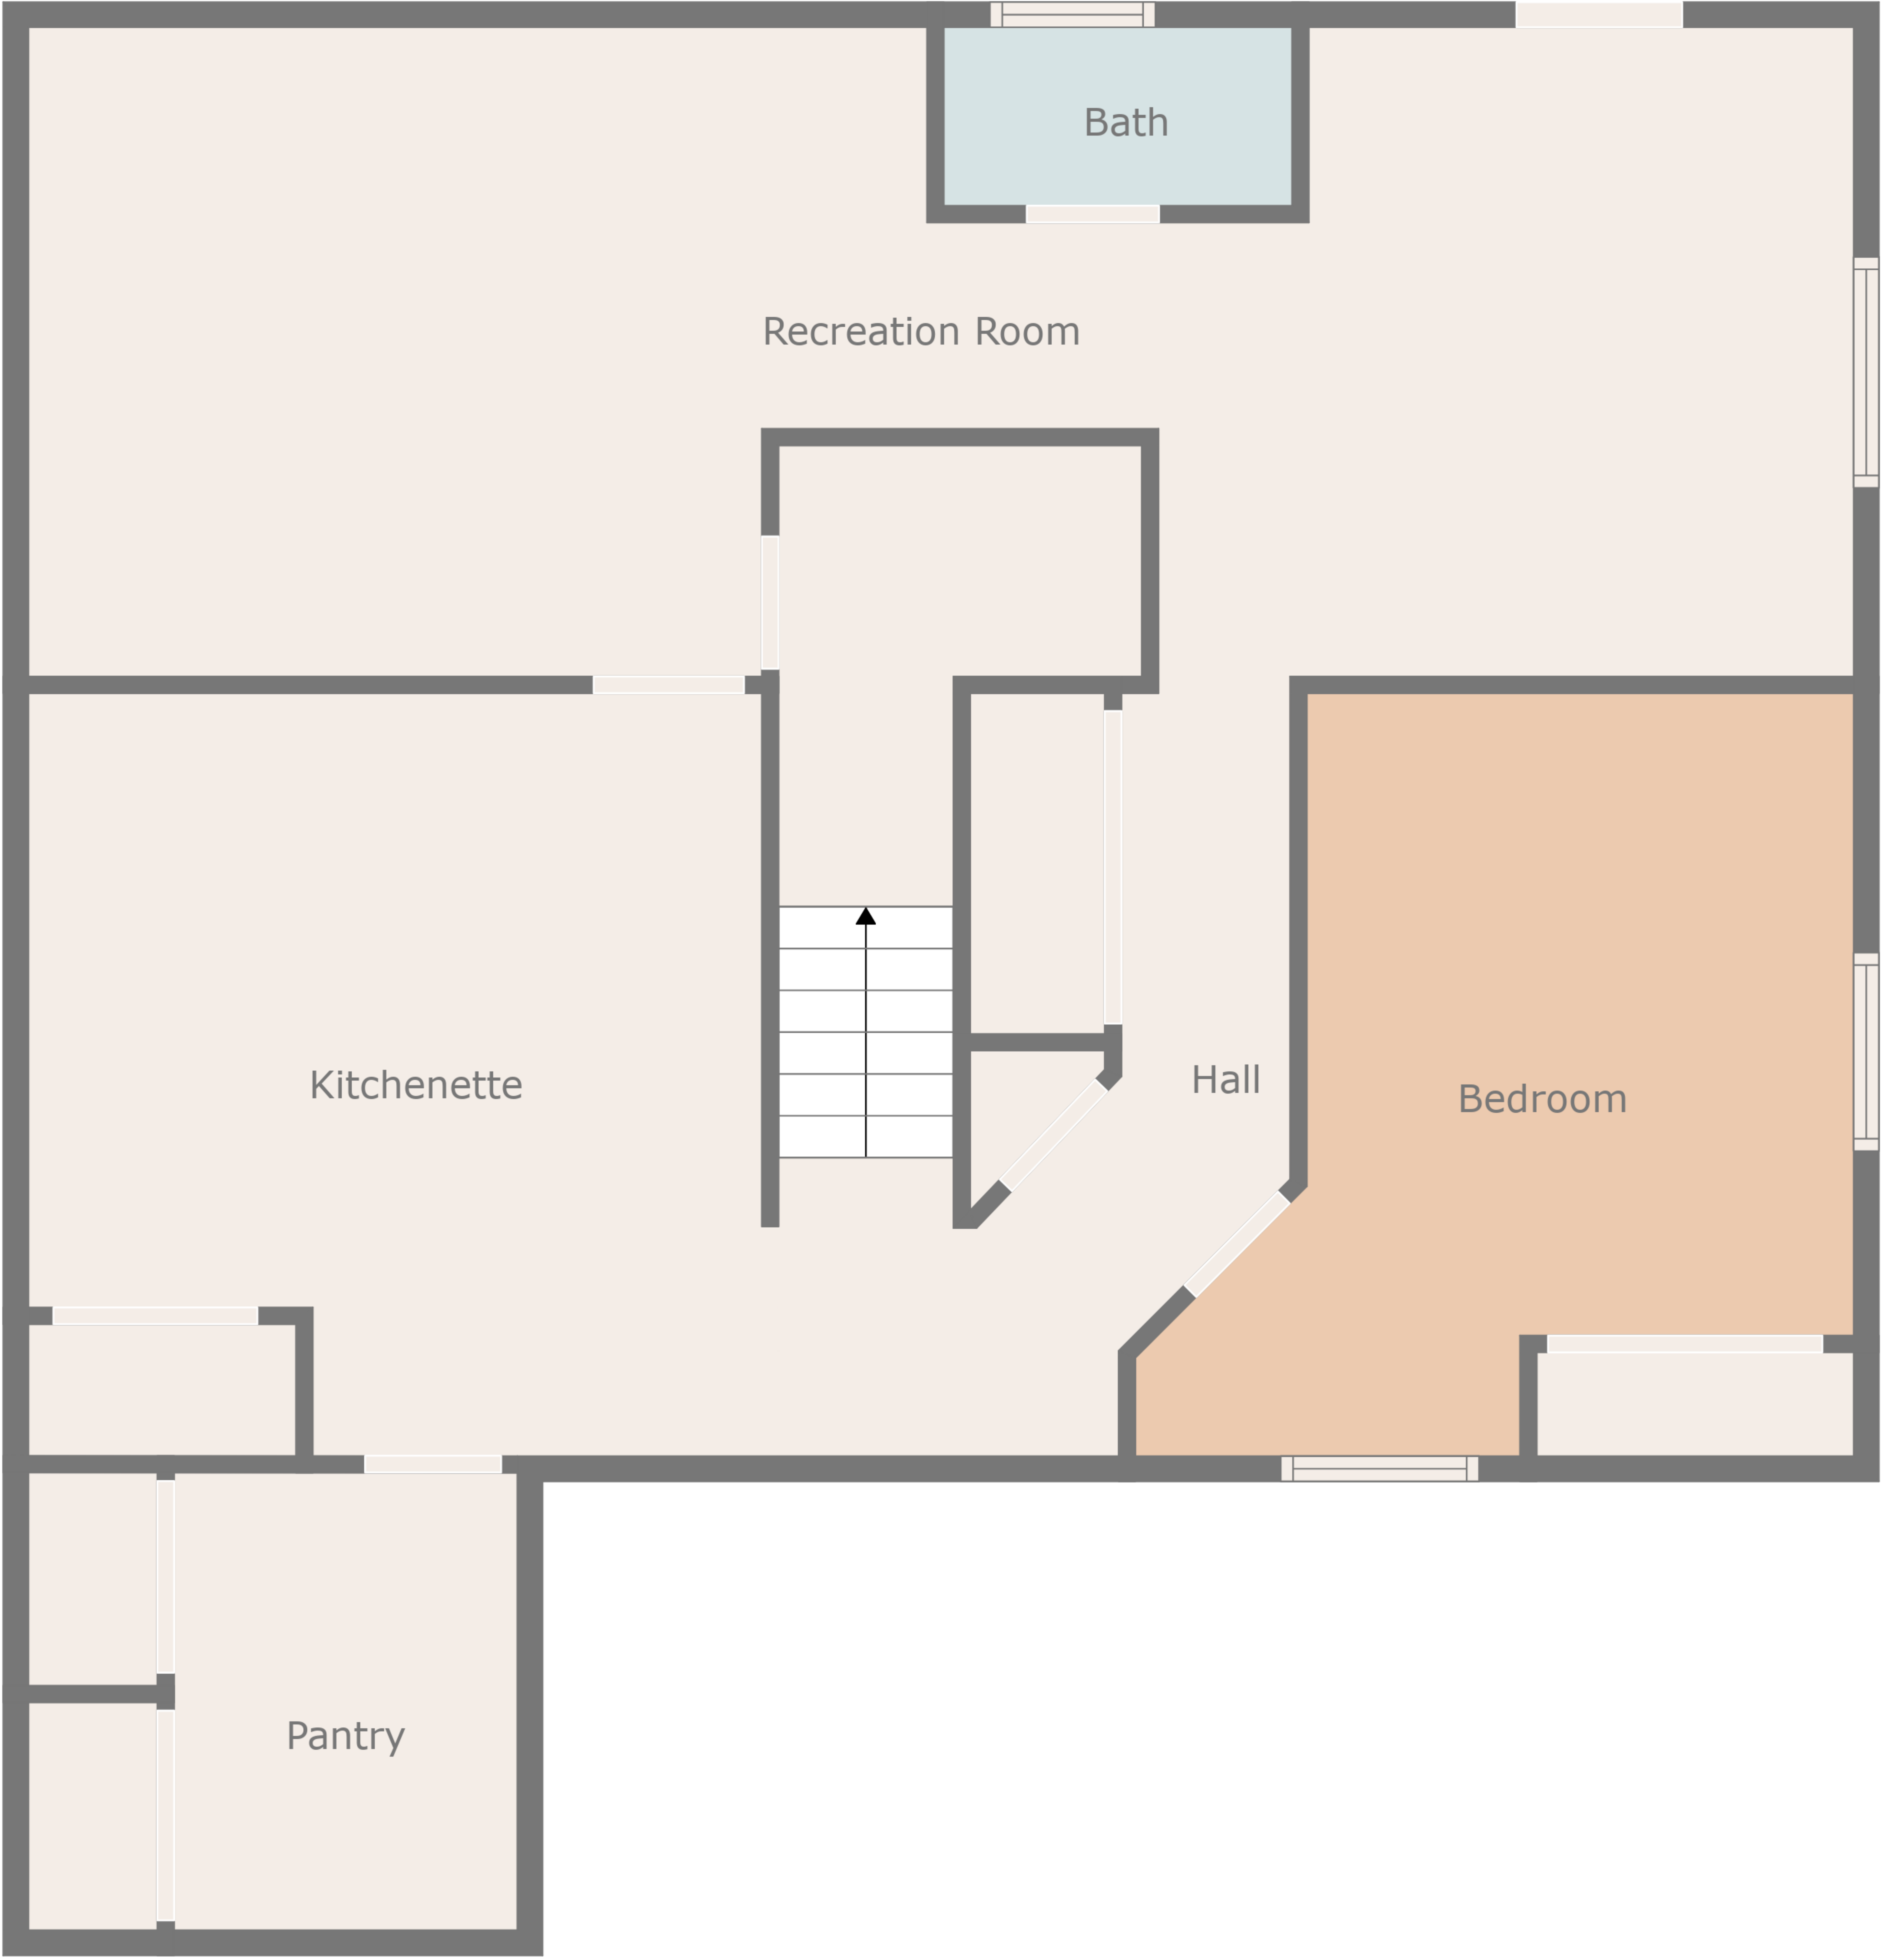 Bath
Recreation Room
Kitchenette
Hall
Bedroom
Pantry